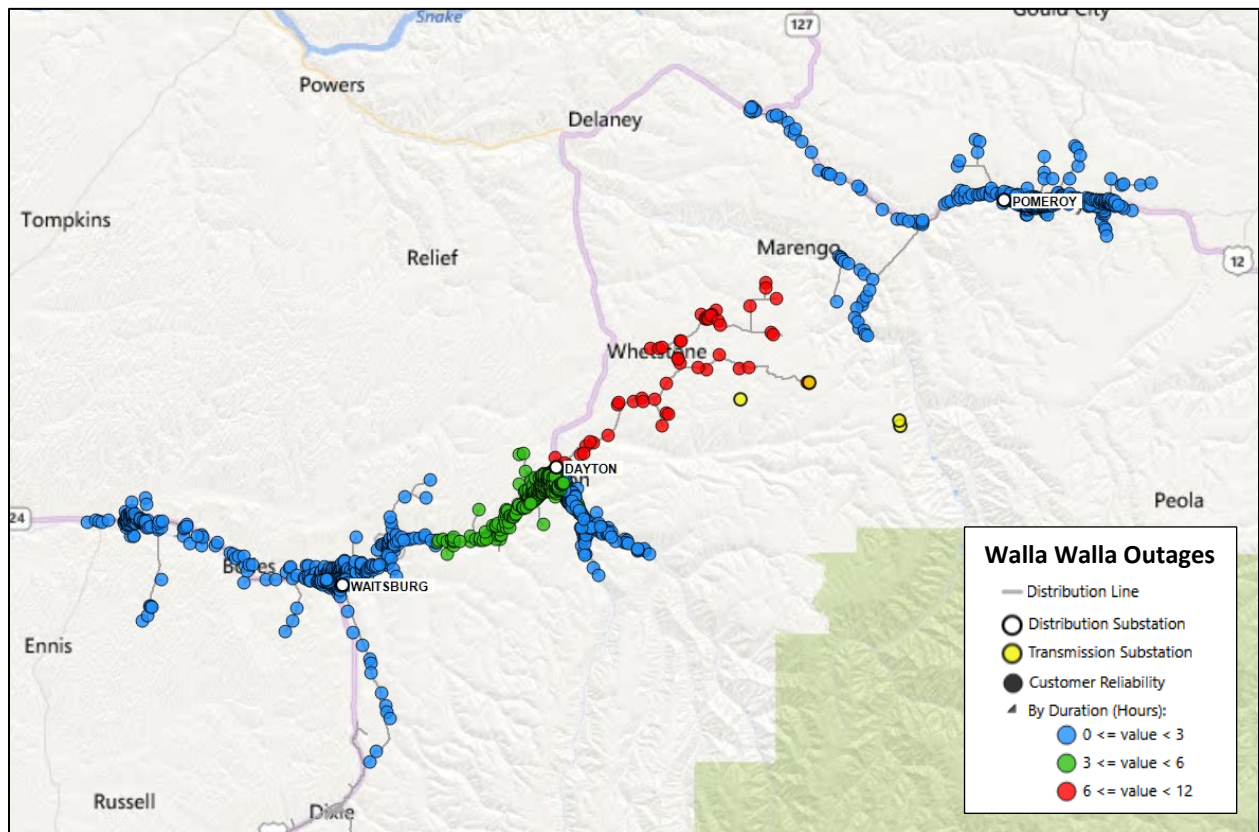 Snake
Gould City
127
Powers
Delaney
Tompkins
POMEROY
Marengo
Relief
12
Whetstone
DAYTON
Peola
24
WAITSBURG
Ennis
Russell
Dixie
Walla Walla Outages
Distribution Line
Distribution Substation
Transmission Substation
Customer Reliability
By Duration (Hours):
0 <= value < 3
3 <= value < 6
6 <= value < 12